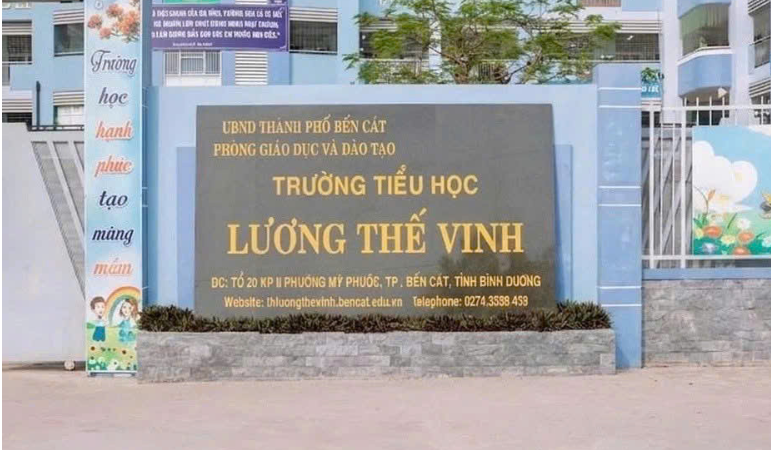 Trường
học
hạnh
phúc
tạo
măng
mầm
UBND THÀNH PHỐ BẾN CÁT
PHÒNG GIÁO DỤC VÀ ĐÀO TẠO
TRƯỜNG TIỂU HỌC
LƯƠNG THẾ VINH
ĐC: TỔ 20 KP II PHƯỜNG MỸ PHƯỚC, TP. BẾN CÁT, TỈNH BÌNH DƯƠNG
Website: thluongthevinh.bencat.edu.vn Telephone: 0274.3558 459